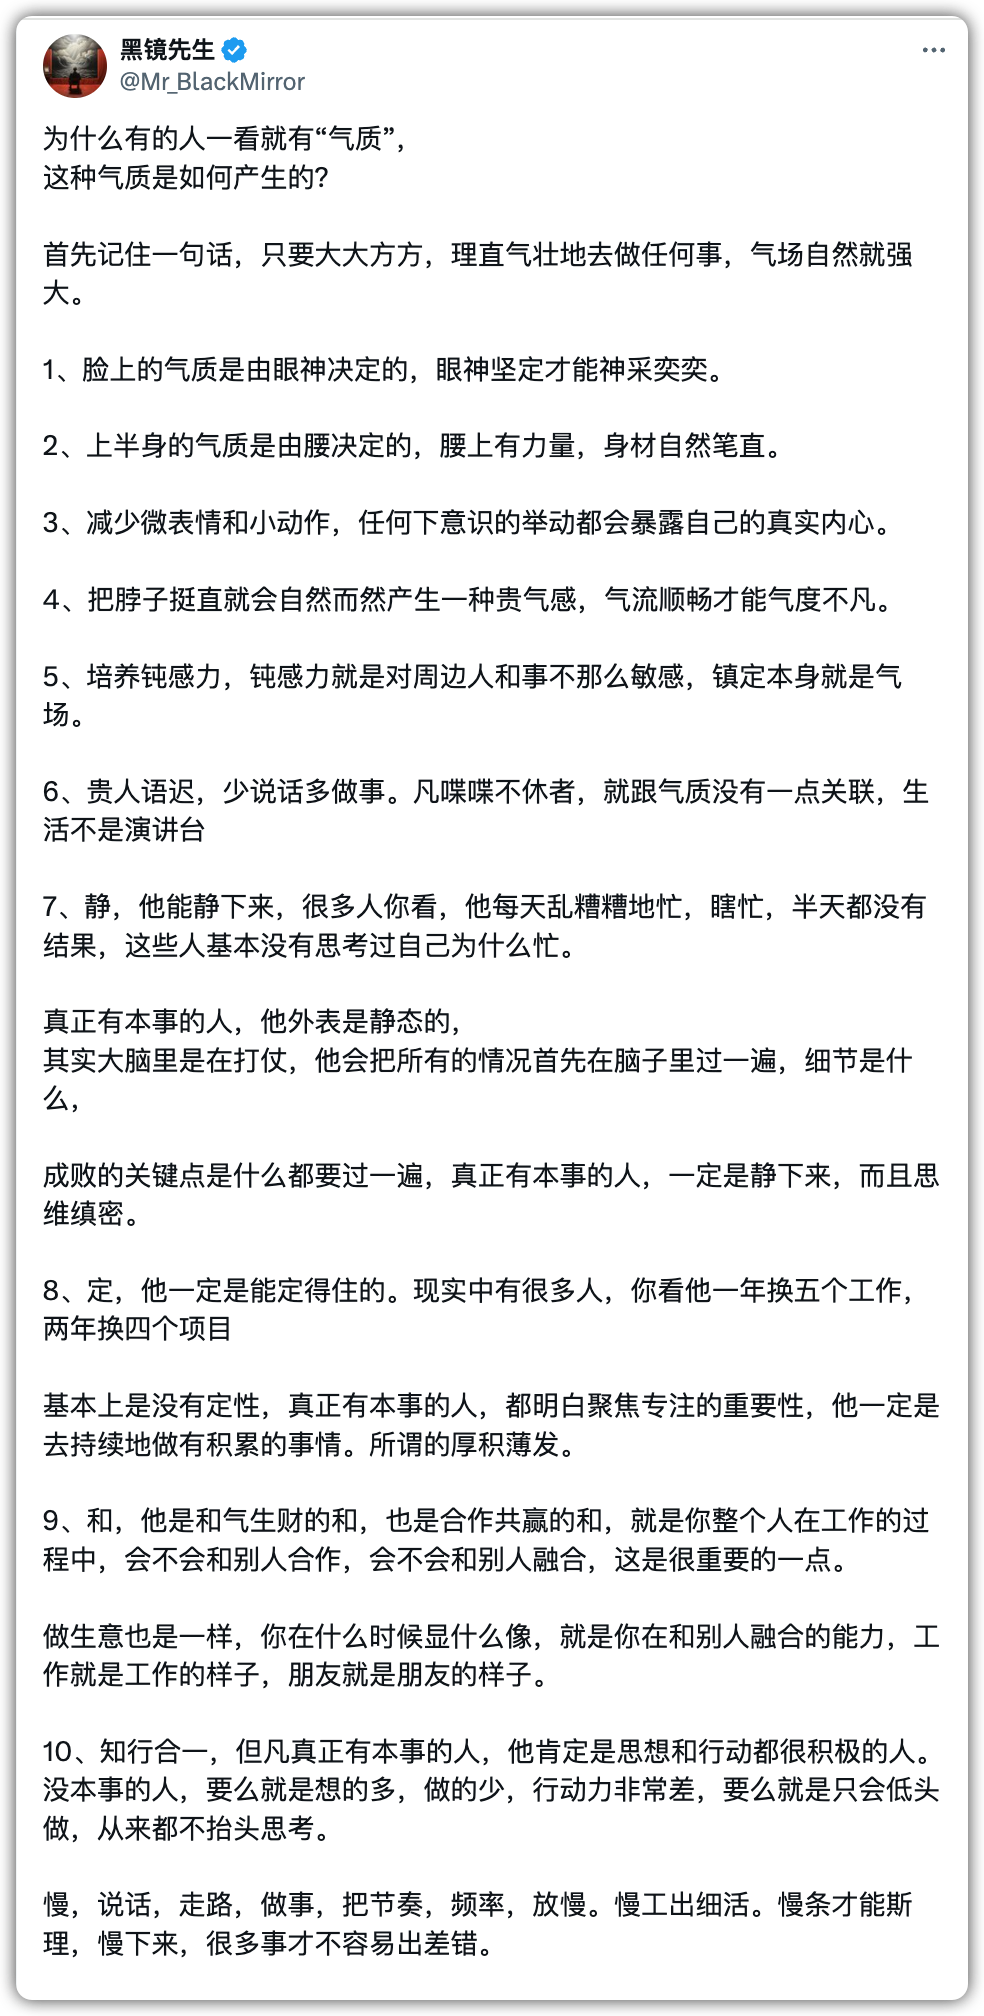 黑镜先生
@Mr_BlackMirror
为什么有的人一看就有“气质”，
这种气质是如何产生的？
首先记住一句话，只要大大方方，理直气壮地去做任何事，气场自然就强
大。
1、脸上的气质是由眼神决定的，眼神坚定才能神采奕奕。
2、上半身的气质是由腰决定的，腰上有力量，身材自然笔直。
3、减少微表情和小动作，任何下意识的举动都会暴露自己的真实内心。
4、把脖子挺直就会自然而然产生一种贵气感，气流顺畅才能气度不凡。
5、培养钝感力，钝感力就是对周边人和事不那么敏感，镇定本身就是气
场。
6、贵人语迟，少说话多做事。凡喋喋不休者，就跟气质没有一点关联，生
活不是演讲台
7、静，他能静下来，很多人你看，他每天乱糟糟地忙，瞎忙，半天都没有
结果，这些人基本没有思考过自己为什么忙。
真正有本事的人，他外表是静态的，
其实大脑里是在打仗，他会把所有的情况首先在脑子里过一遍，细节是什
么，
成败的关键点是什么都要过一遍，真正有本事的人，一定是静下来，而且思
维缜密。
8、定，他一定是能定得住的。现实中有很多人，你看他一年换五个工作，
两年换四个项目
基本上是没有定性，真正有本事的人，都明白聚焦专注的重要性，他一定是
去持续地做有积累的事情。所谓的厚积薄发。
9、和，他是和气生财的和，也是合作共赢的和，就是你整个人在工作的过
程中，会不会和别人合作，会不会和别人融合，这是很重要的一点。
做生意也是一样，你在什么时候显什么像，就是你在和别人融合的能力，工
作就是工作的样子，朋友就是朋友的样子。
10、知行合一，但凡真正有本事的人，他肯定是思想和行动都很积极的人。
没本事的人，要么就是想的多，做的少，行动力非常差，要么就是只会低头
做，从来都不抬头思考。
慢，说话，走路，做事，把节奏，频率，放慢。慢工出细活。慢条才能斯
理，慢下来，很多事才不容易出差错。